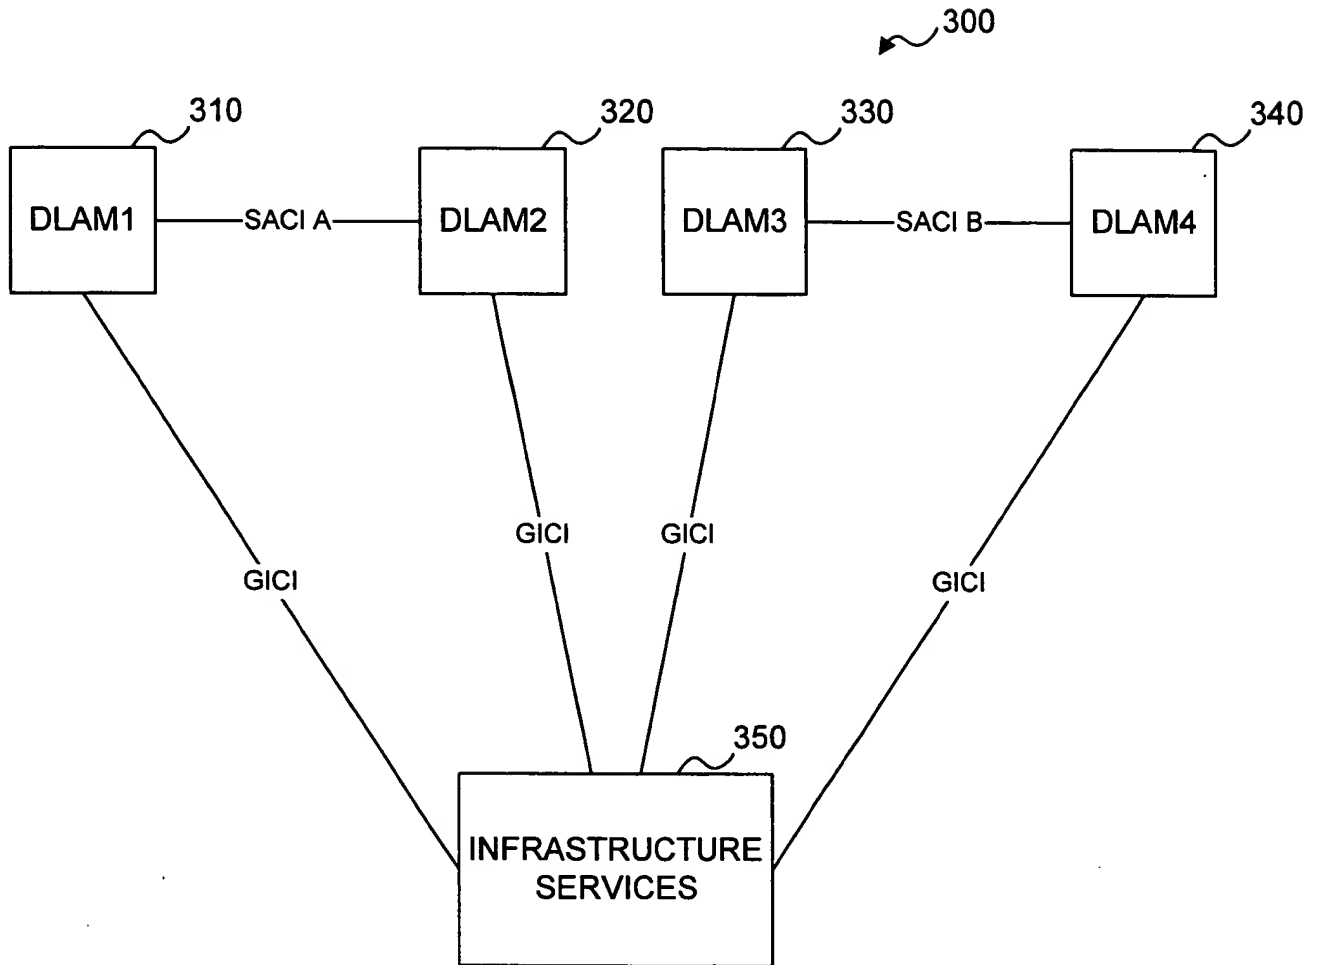 300
310
320
330
340
DLAM1
SACI A
DLAM2
DLAM3
SACI B
DLAM4
GICI
GICI
GICI
GICI
350
INFRASTRUCTURE
SERVICES